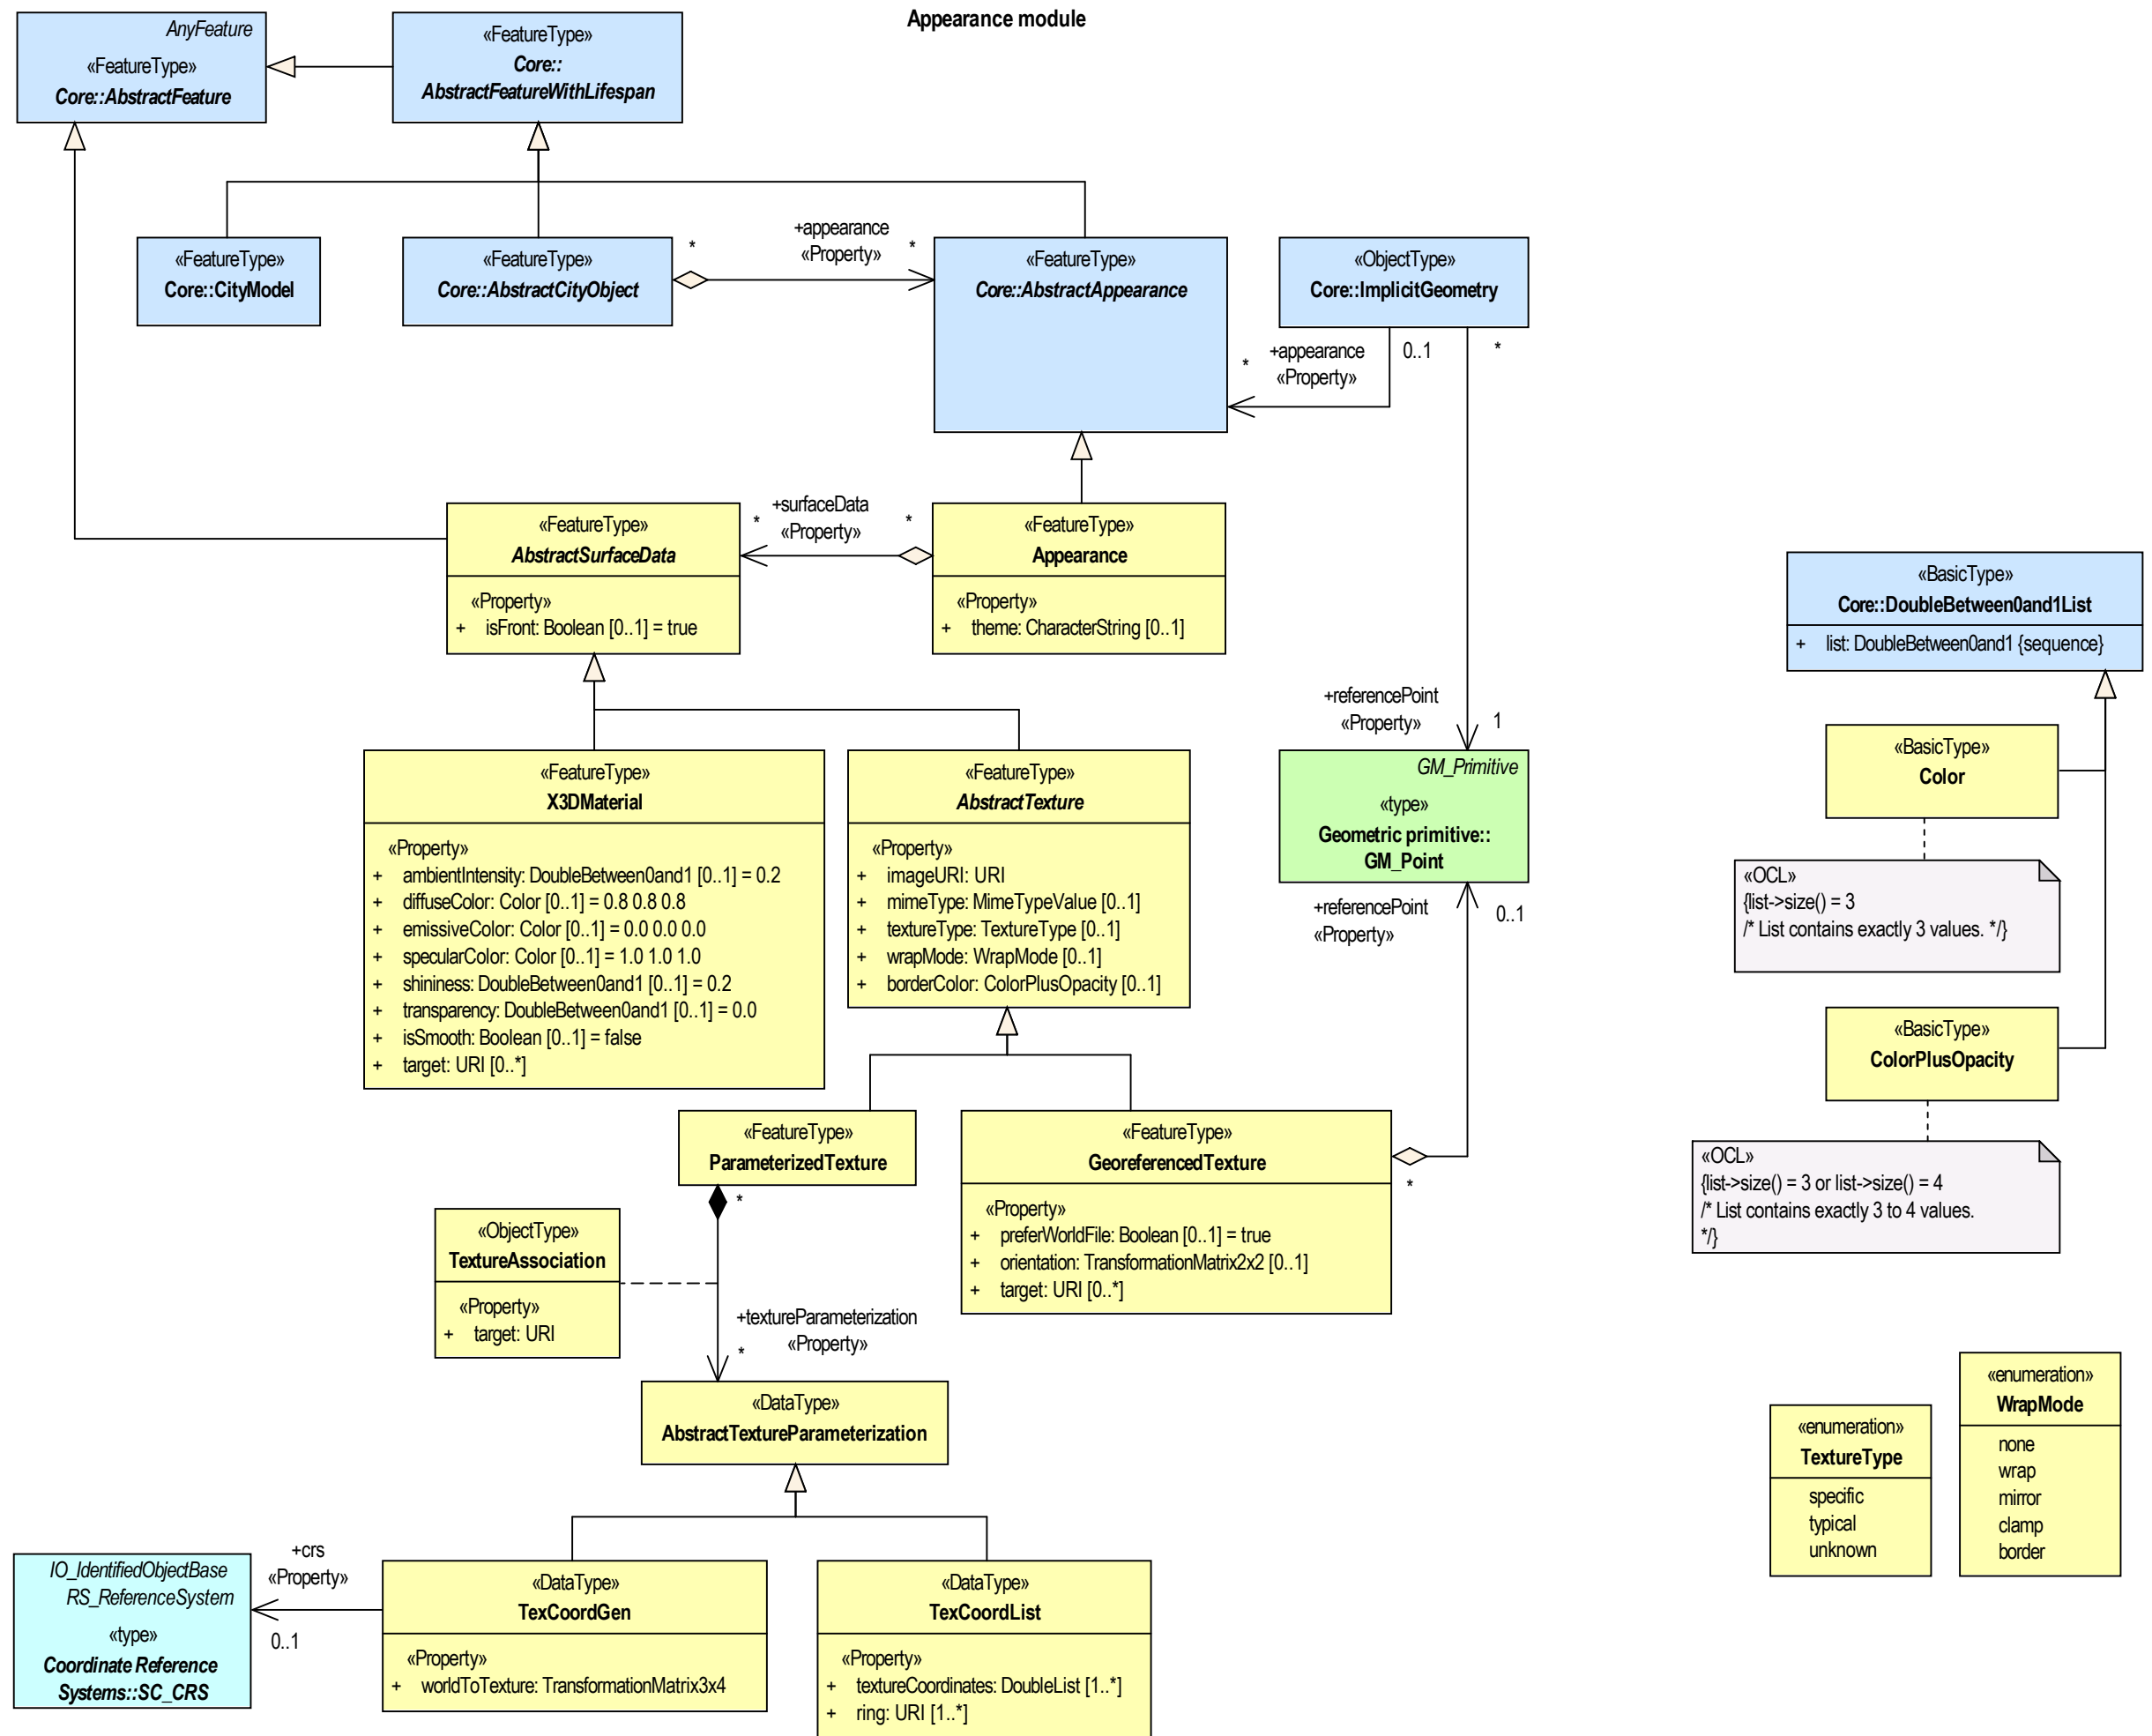 Appearance module
AnyFeature
«FeatureType»
Core::AbstractFeature
«FeatureType»
Core::
AbstractFeatureWithLifespan
«FeatureType»
Core::CityModel
«FeatureType»
Core::AbstractCityObject
*
+appearance
«Property»
*
«FeatureType»
Core::AbstractAppearance
«ObjectType»
Core::ImplicitGeometry
*
+appearance
«Property»
0..1
*
«FeatureType»
AbstractSurfaceData
«Property»
+ isFront: Boolean [0..1] = true
*
+surfaceData
«Property»
*
«FeatureType»
Appearance
«Property»
+ theme: CharacterString [0..1]
«BasicType»
Core::DoubleBetween0and1List
+ list: DoubleBetween0and1 {sequence}
+referencePoint
«Property»
1
«FeatureType»
X3DMaterial
«Property»
+ ambientIntensity: DoubleBetween0and1 [0..1] = 0.2
+ diffuseColor: Color [0..1] = 0.8 0.8 0.8
+ emissiveColor: Color [0..1] = 0.0 0.0 0.0
+ specularColor: Color [0..1] = 1.0 1.0 1.0
+ shininess: DoubleBetween0and1 [0..1] = 0.2
+ transparency: DoubleBetween0and1 [0..1] = 0.0
+ isSmooth: Boolean [0..1] = false
+ target: URI [0..*]
«FeatureType»
AbstractTexture
«Property»
+ imageURI: URI
+ mimeType: MimeTypeValue [0..1]
+ textureType: TextureType [0..1]
+ wrapMode: WrapMode [0..1]
+ borderColor: ColorPlusOpacity [0..1]
GM_Primitive
«type»
Geometric primitive::
GM_Point
+referencePoint
«Property»
0..1
«BasicType»
Color
«OCL»
{list->size() = 3
/* List contains exactly 3 values. */}
«BasicType»
ColorPlusOpacity
«OCL»
{list->size() = 3 or list->size() = 4
/* List contains exactly 3 to 4 values.
*/}
«FeatureType»
ParameterizedTexture
*
«FeatureType»
GeoreferencedTexture
«Property»
+ preferWorldFile: Boolean [0..1] = true
+ orientation: TransformationMatrix2x2 [0..1]
+ target: URI [0..*]
*
«ObjectType»
TextureAssociation
«Property»
+ target: URI
+textureParameterization
«Property»
*
«DataType»
AbstractTextureParameterization
«enumeration»
TextureType
specific
typical
unknown
«enumeration»
WrapMode
none
wrap
mirror
clamp
border
IO_IdentifiedObjectBase
RS_ReferenceSystem
«type»
Coordinate Reference
Systems::SC_CRS
+crs
«Property»
0..1
«DataType»
TexCoordGen
«Property»
+ worldToTexture: TransformationMatrix3x4
«DataType»
TexCoordList
«Property»
+ textureCoordinates: DoubleList [1..*]
+ ring: URI [1..*]